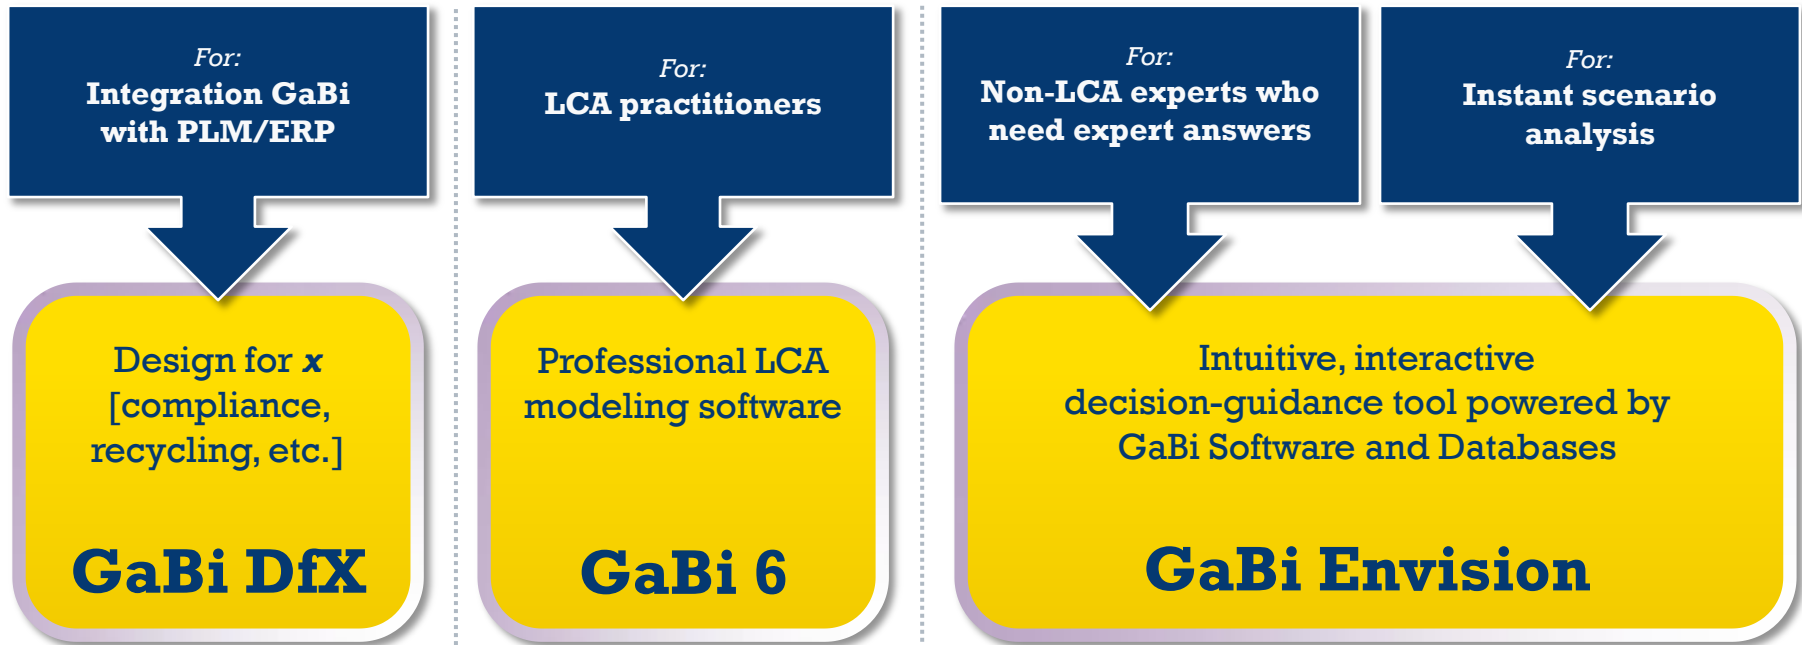 For:
Integration GaBi
with PLM/ERP
Design for x
[compliance,
recycling, etc.]
GaBi DfX
For:
LCA practitioners
Professional LCA
modeling software
GaBi 6
For:
Non-LCA experts who
need expert answers
For:
Instant scenario
analysis
Intuitive, interactive
decision-guidance tool powered by
GaBi Software and Databases
GaBi Envision